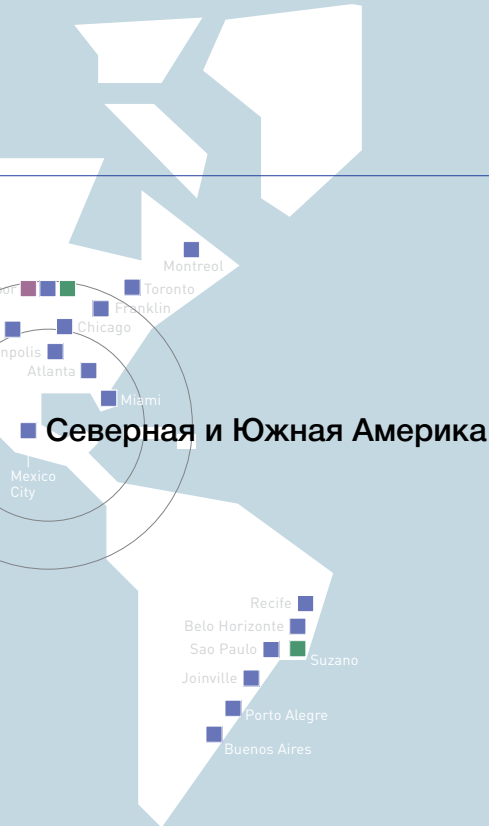 Montreol
Toronto
Franklin
Chicago
Atlanta
Miami
Северная и Южная Америка
Mexico
City
Recife
Belo Horizonte
Sao Paulo
Suzano
Joinville
Porto Alegre
Buenos Aires